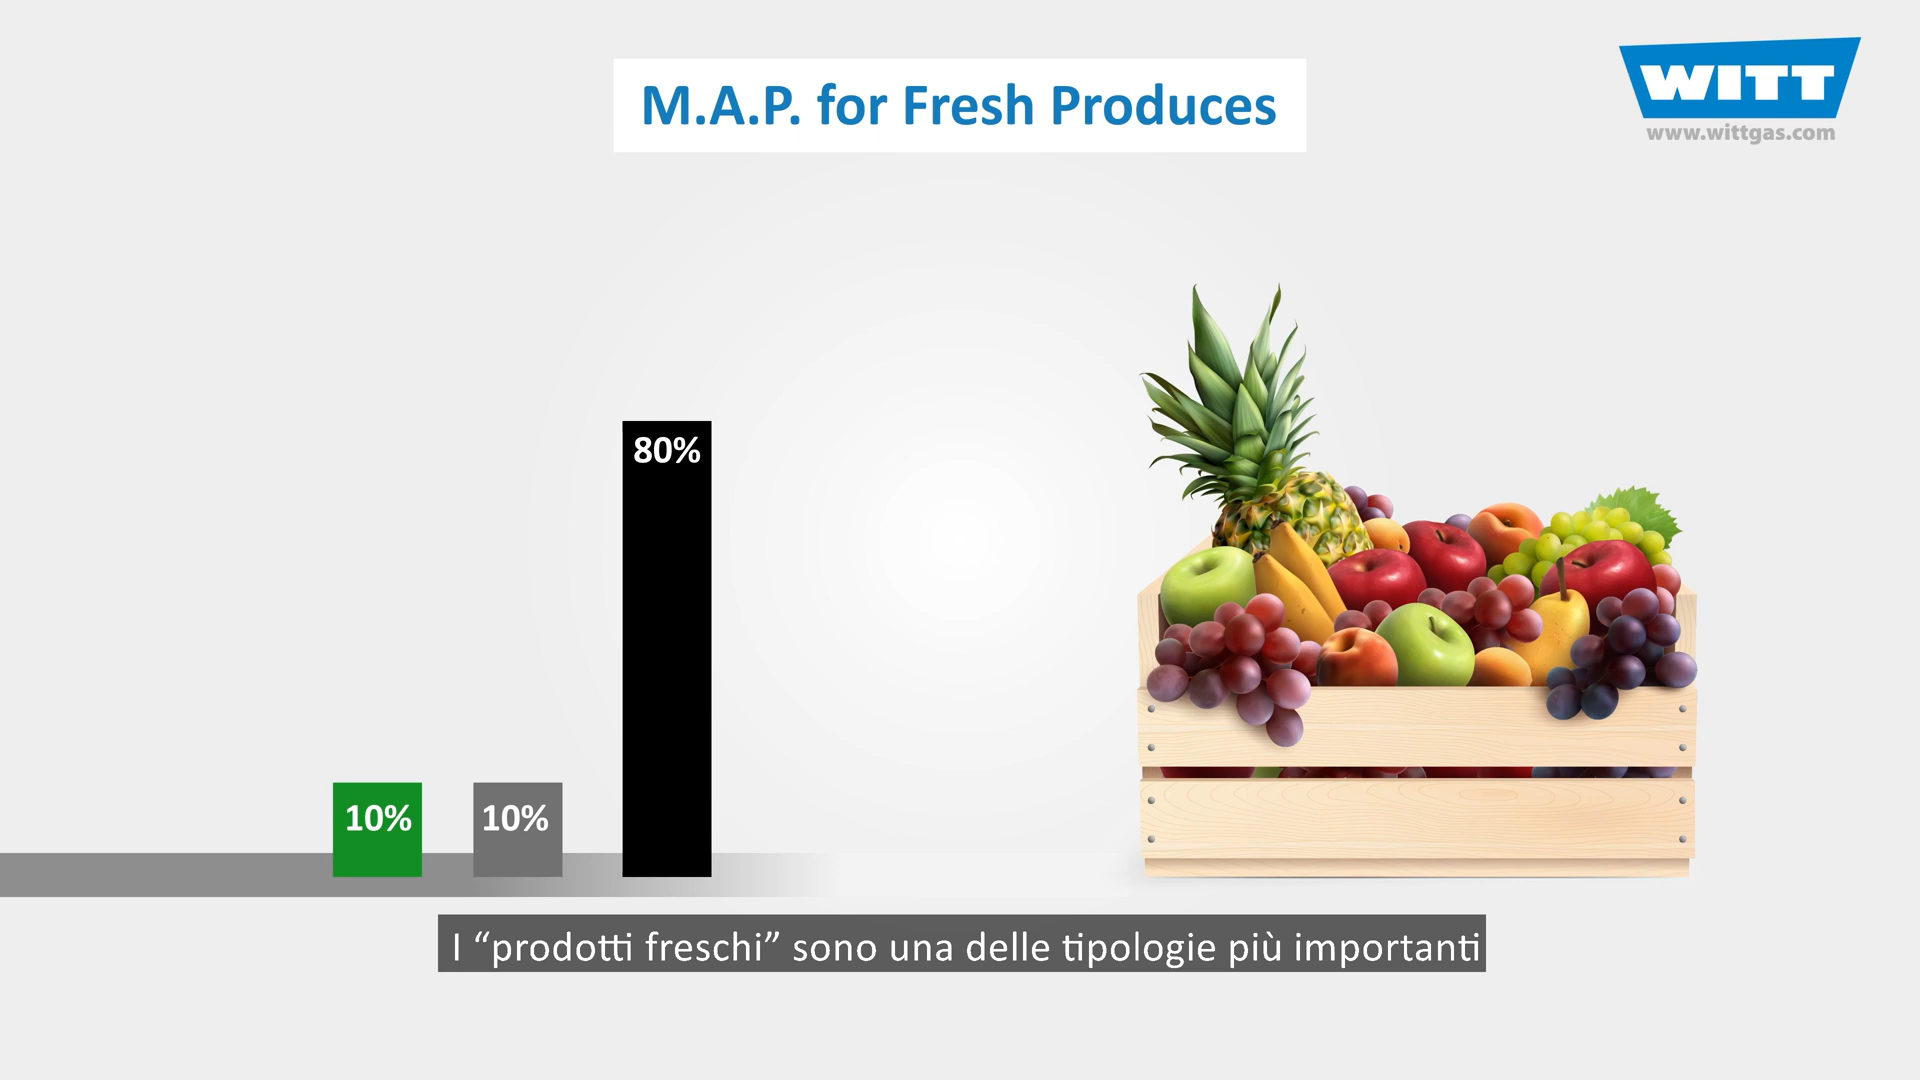 M.A.P. for Fresh Produces
WITT
www.wittgas.com
80%
10%
10%
I “prodotti freschi” sono una delle tipologie più importanti